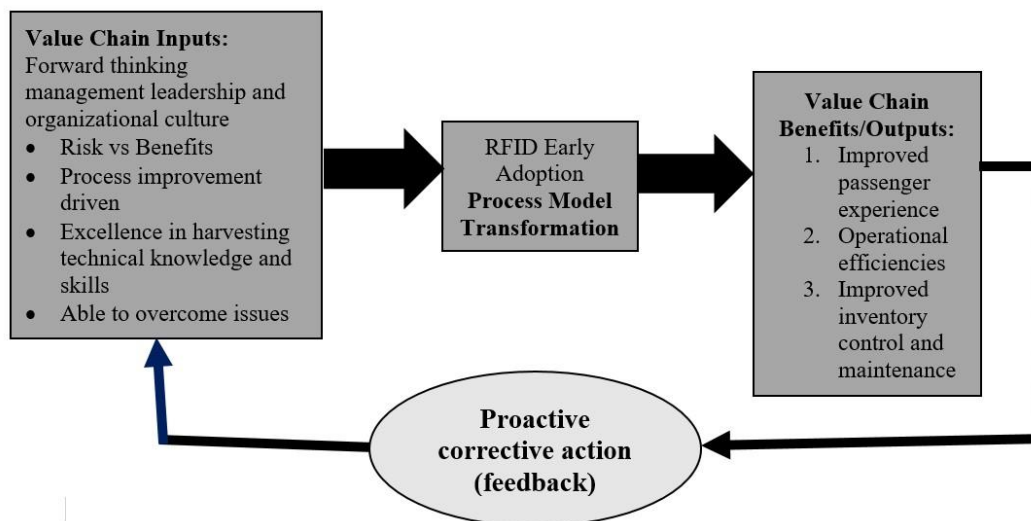 Value Chain Inputs:
Forward thinking
management leadership and
organizational culture
• Risk vs Benefits
• Process improvement
driven
• Excellence in harvesting
technical knowledge and
skills
• Able to overcome issues
RFID Early
Adoption
Process Model
Transformation
Value Chain
Benefits/Outputs:
1. Improved
passenger
experience
2. Operational
efficiencies
3. Improved
inventory
control and
maintenance
Proactive
corrective action
(feedback)